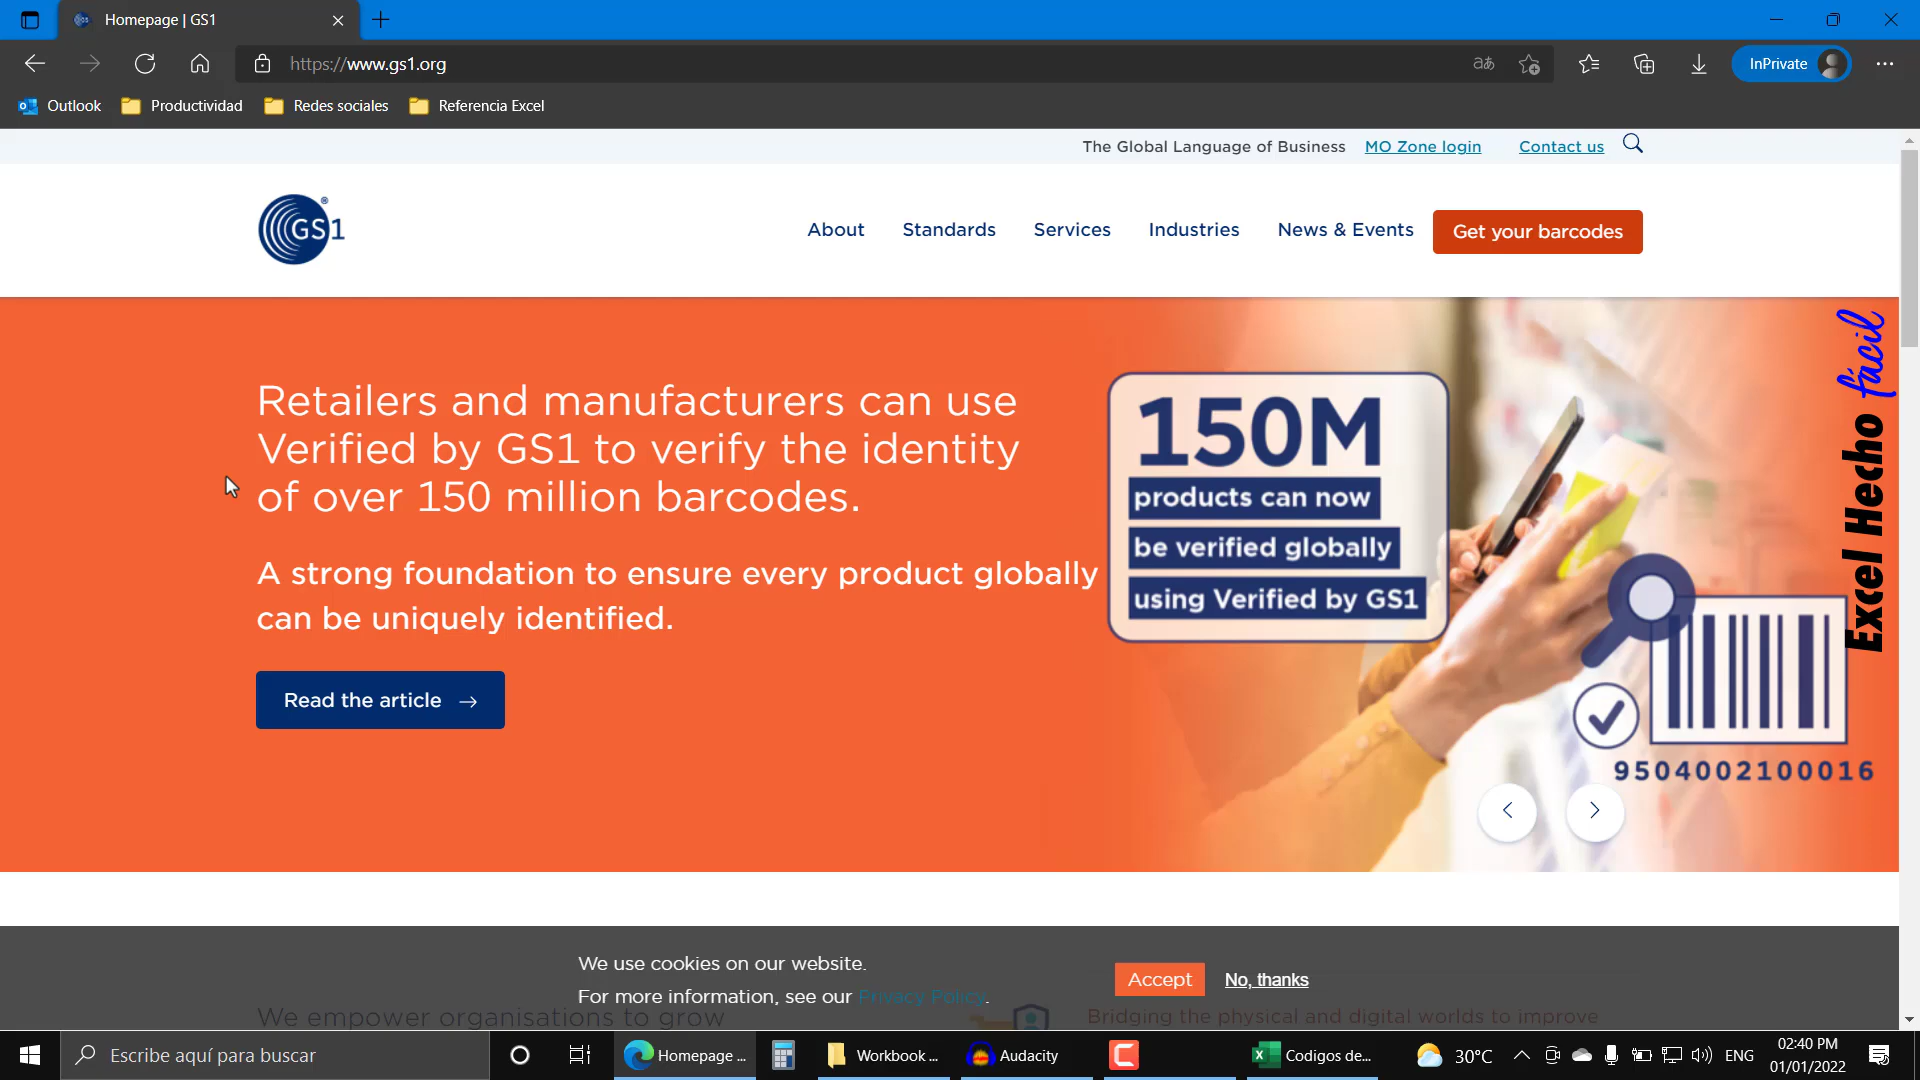 Homepage | GS1
https://www.gs1.org
aあ
InPrivate
Outlook
Productividad
Redes sociales
Referencia Excel
The Global Language of Business
MO Zone login
Contact us
GS1
®
About
Standards
Services
Industries
News & Events
Get your barcodes
Retailers and manufacturers can use
Verified by GS1 to verify the identity
of over 150 million barcodes.
A strong foundation to ensure every product globally
can be uniquely identified.
Read the article
150M
products can now
be verified globally
using Verified by GS1
9504002100016
Excel Hecho fácil
We use cookies on our website.
For more information, see our Privacy Policy.
Accept
No, thanks
We empower organisations to grow
Bridging the physical and digital worlds to improve
Escribe aquí para buscar
Homepage ...
Workbook ...
Audacity
Codigos de...
30°C
ENG
02:40 PM
01/01/2022